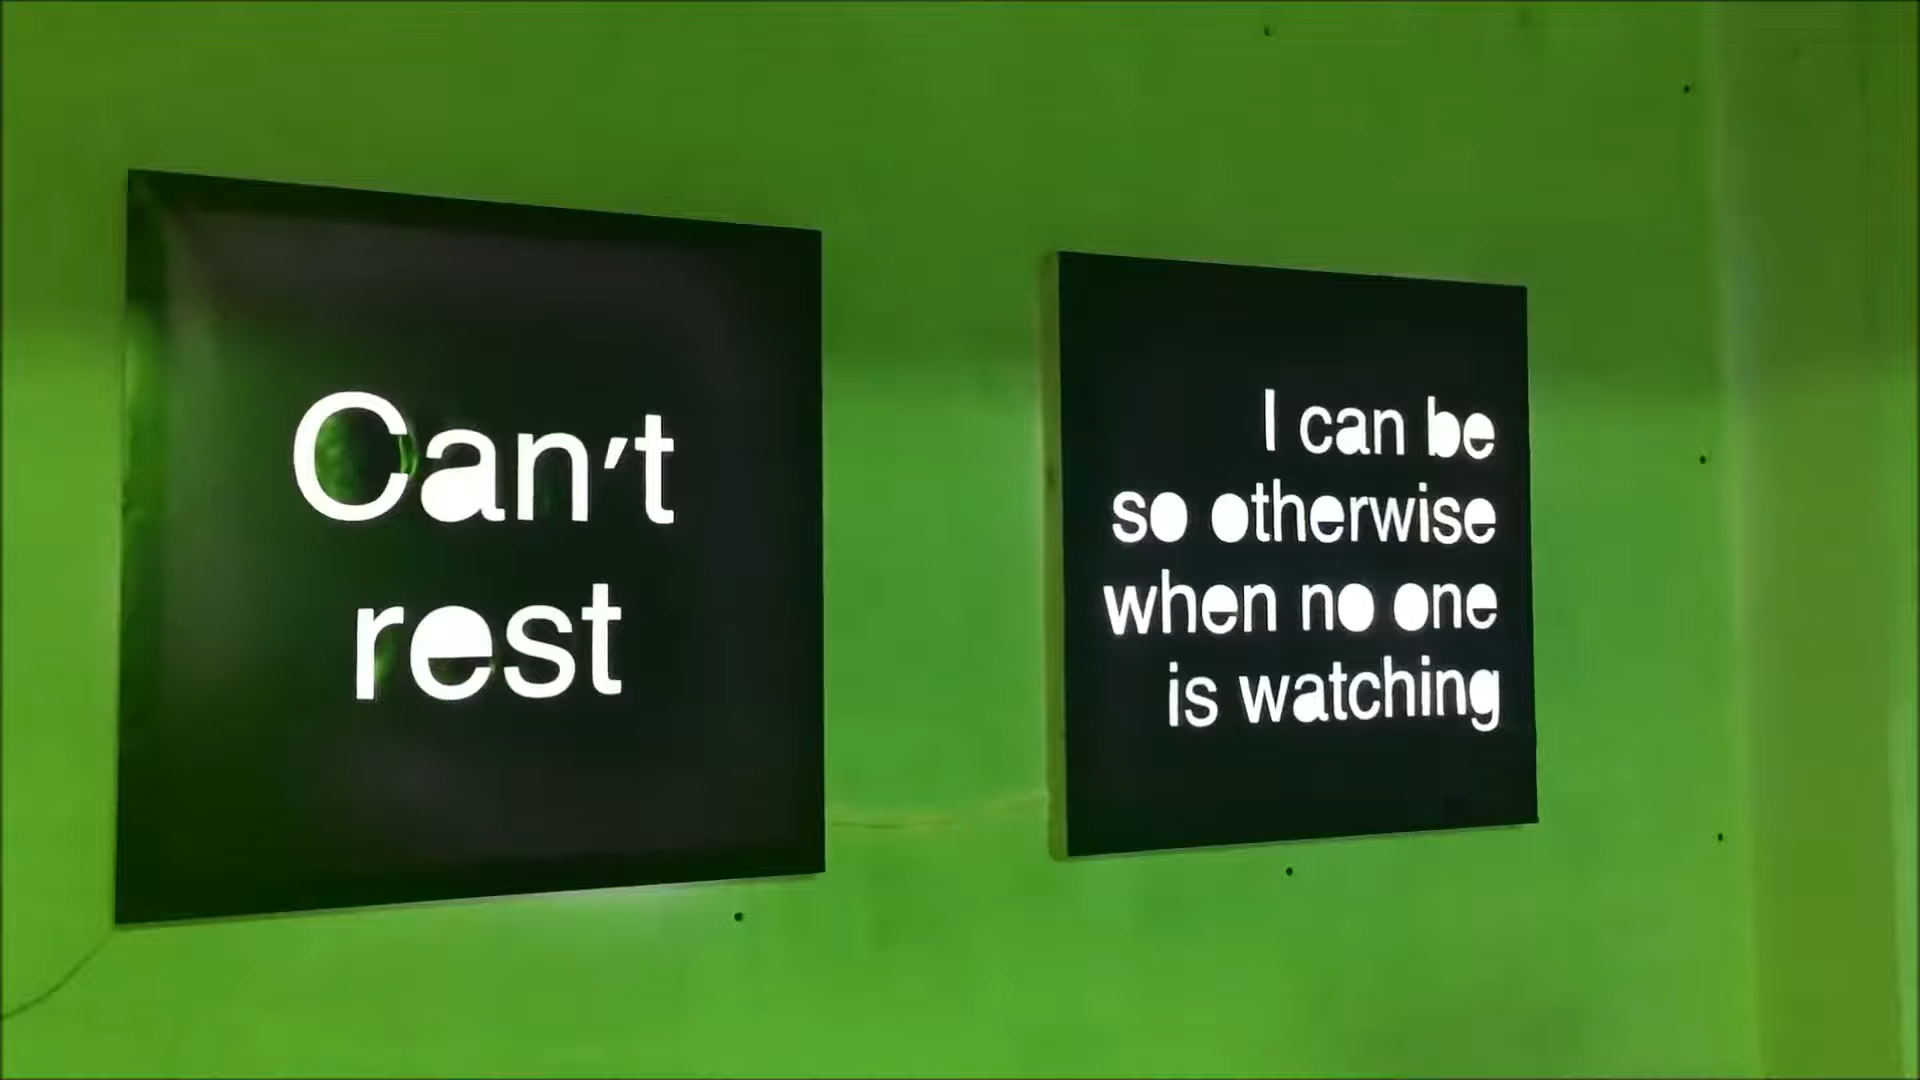 Can't
rest
I can be
so otherwise
when no one
is watching